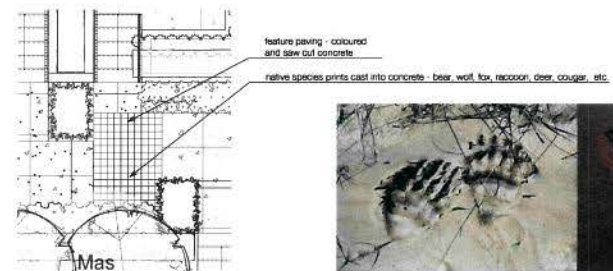 feature paving - coloured
and saw cut concrete
native species prints cast into concrete - bear, wolf, fox, raccoon, deer, cougar, etc.
Mas